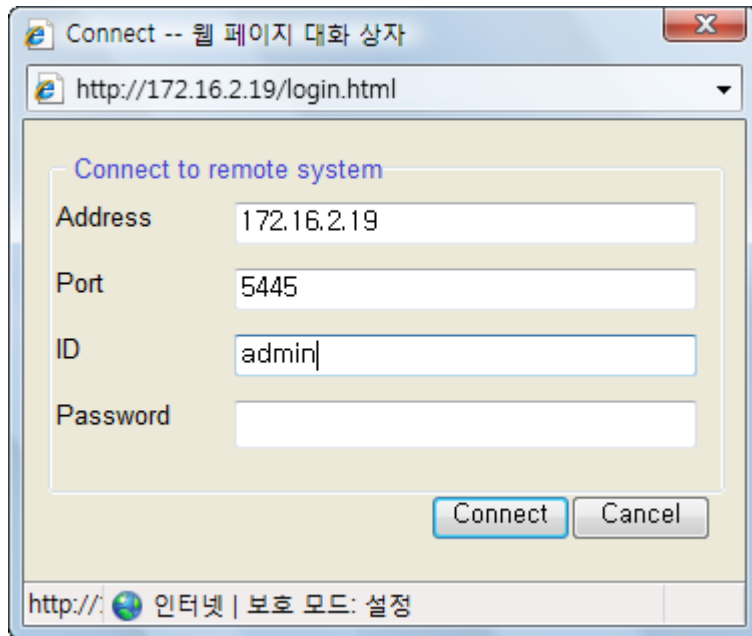 Connect -- 웹 페이지 대화 상자
http://172.16.2.19/login.html
Connect to remote system
Address 172.16.2.19
Port 5445
ID admin
Password
Connect Cancel
http://: 인터넷 | 보호 모드: 설정